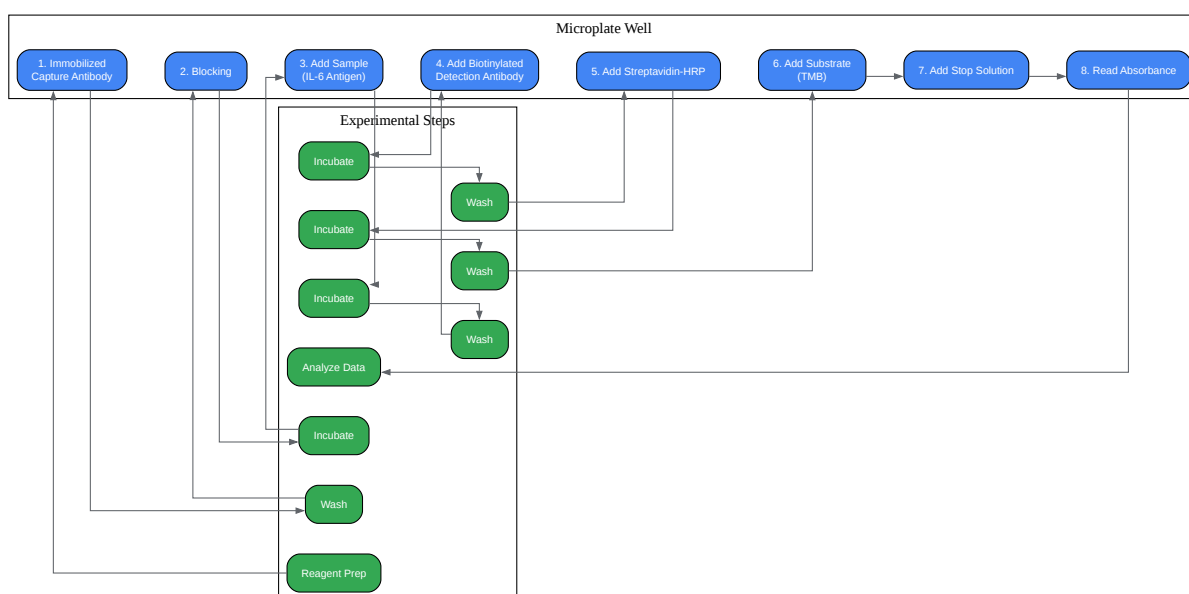 Microplate Well
1. Immobilized
Capture Antibody
2. Blocking
3. Add Sample
(IL-6 Antigen)
4. Add Biotinylated
Detection Antibody
5. Add Streptavidin-HRP
6. Add Substrate
(TMB)
7. Add Stop Solution
8. Read Absorbance
Experimental Steps
Incubate
Wash
Incubate
Wash
Incubate
Wash
Analyze Data
Incubate
Wash
Reagent Prep